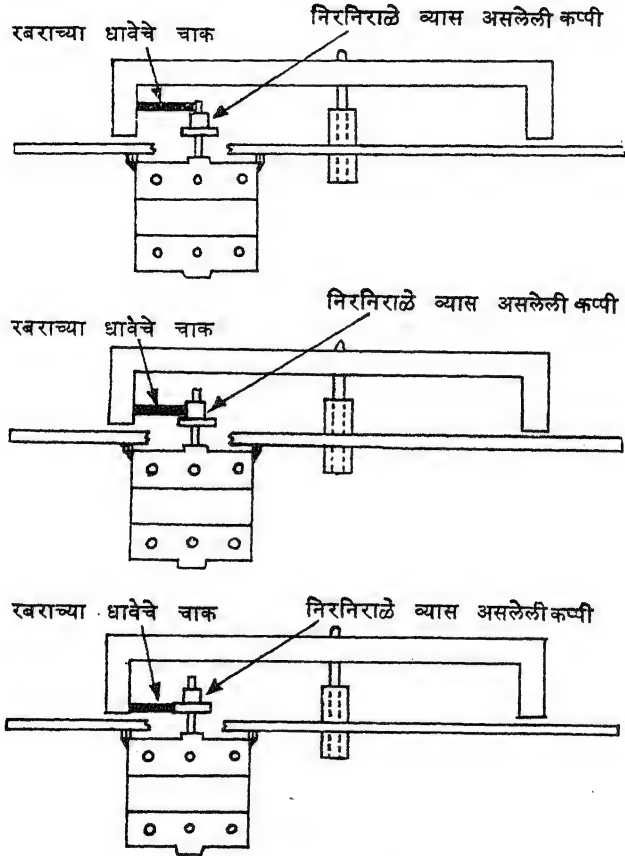 निरनिराळे व्यास असलेली कप्पी
रबराच्या धावेचे चाक
निरनिराळे व्यास असलेली कप्पी
रबराच्या धावेचे चाक
रबराच्या धावेचे चाक निरनिराळे व्यास असलेली कप्पी